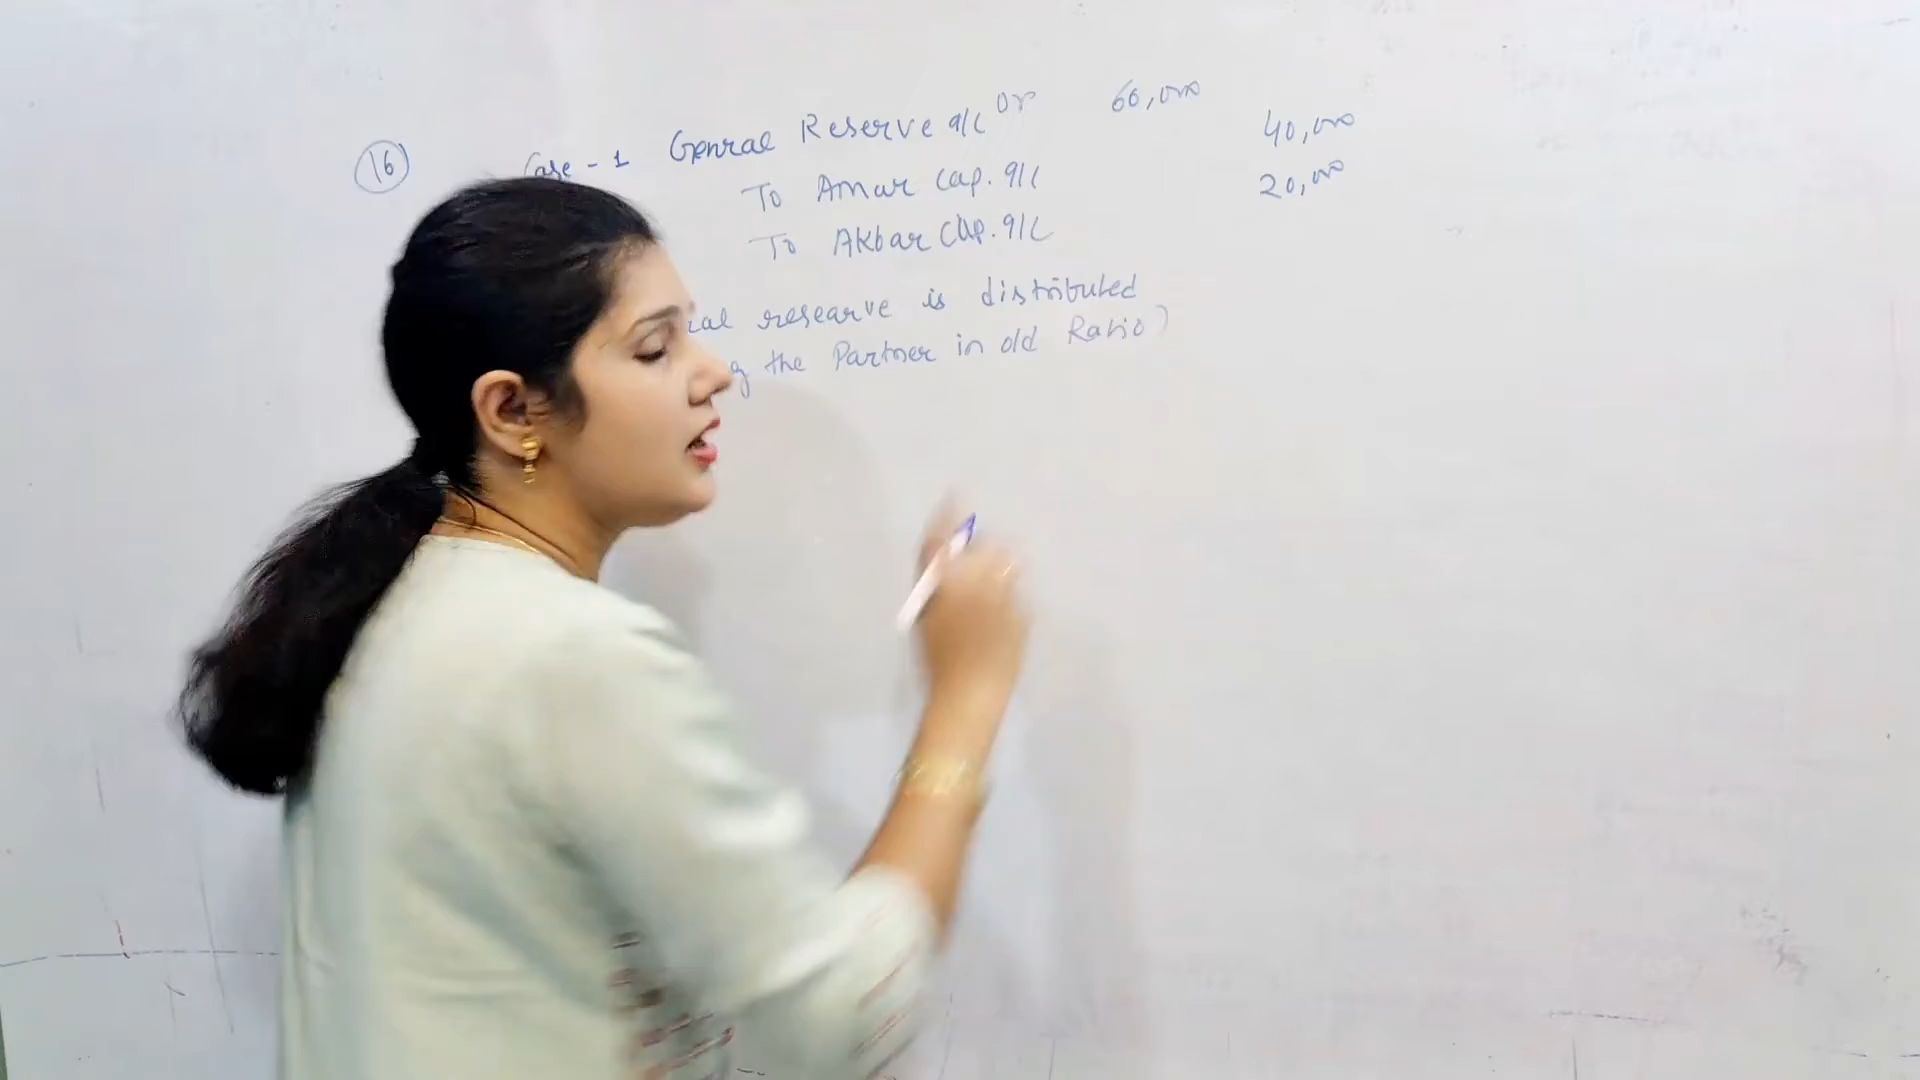 16 Case - 1 Genral Reserve a/c Dr 60,000
To Amar Cap. a/c 40,000
To Akbar Cap. a/c 20,000
researve is distributed
the Partner in old Ratio)